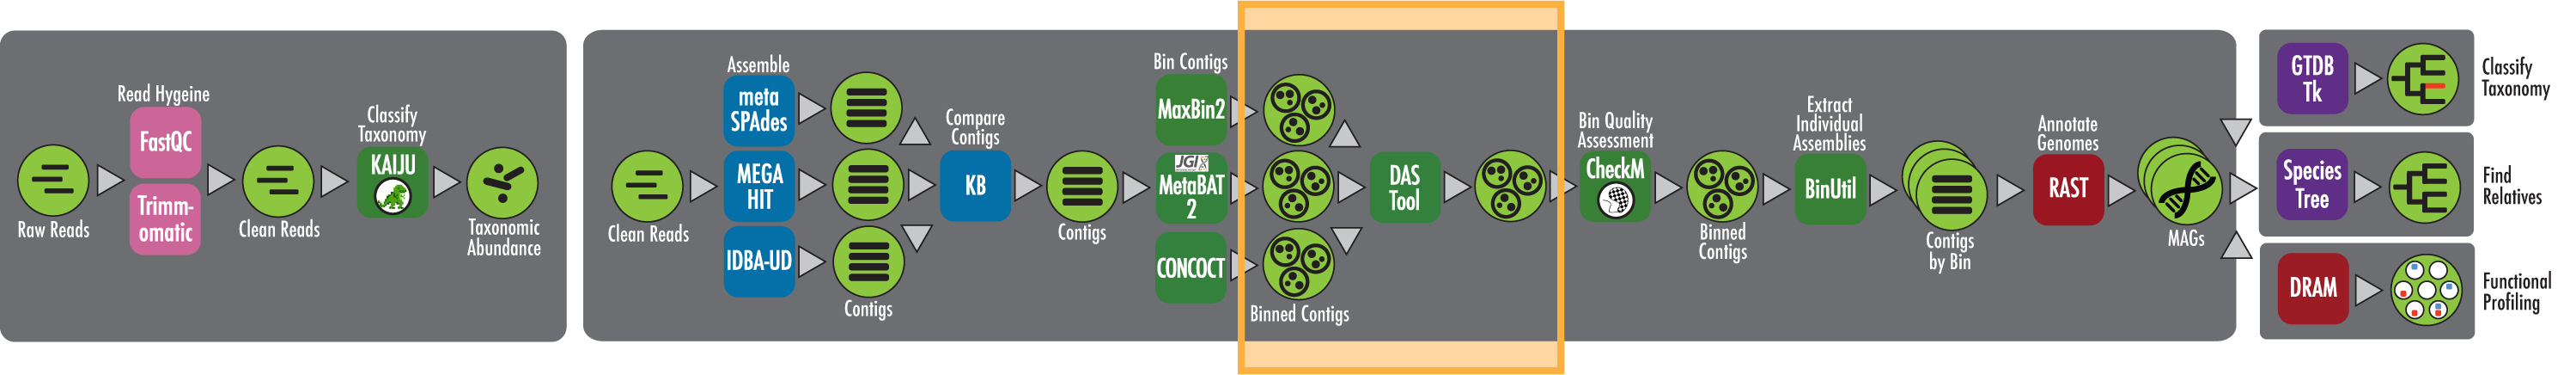 Raw Reads
Read Hygeine
FastQC
Trimm-
omatic
Clean Reads
Classify
Taxonomy
KAIJU
Taxonomic
Abundance
Clean Reads
Assemble
meta
SPAdes
MEGA
HIT
IDBA-UD
Contigs
Compare
Contigs
KB
Contigs
Bin Contigs
MaxBin2
JGI
MetaBAT
2
CONCOCT
Binned Contigs
DAS
Tool
Bin Quality
Assessment
CheckM
Binned
Contigs
Extract
Individual
Assemblies
BinUtil
Contigs
by Bin
Annotate
Genomes
RAST
MAGs
GTDB
Tk
Classify
Taxonomy
Species
Tree
Find
Relatives
DRAM
Functional
Profiling